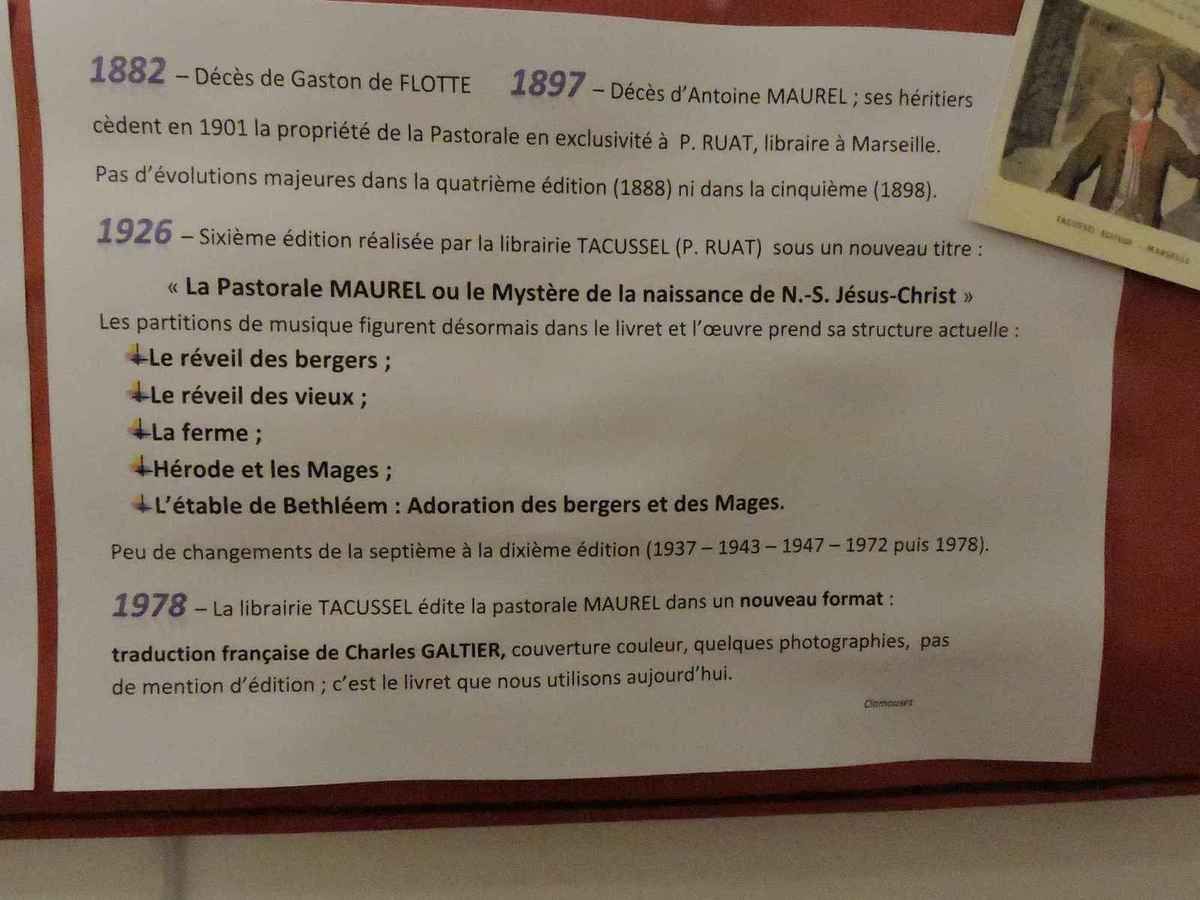 1882 – Décès de Gaston de FLOTTE 1897 – Décès d'Antoine MAUREL ; ses héritiers
cèdent en 1901 la propriété de la Pastorale en exclusivité à P. RUAT, libraire à Marseille.
Pas d'évolutions majeures dans la quatrième édition (1888) ni dans la cinquième (1898).
1926 – Sixième édition réalisée par la librairie TACUSSEL (P. RUAT) sous un nouveau titre :
« La Pastorale MAUREL ou le Mystère de la naissance de N.-S. Jésus-Christ »
Les partitions de musique figurent désormais dans le livret et l'œuvre prend sa structure actuelle :
Le réveil des bergers ;
Le réveil des vieux ;
La ferme ;
Hérode et les Mages ;
L'étable de Bethléem : Adoration des bergers et des Mages.
Peu de changements de la septième à la dixième édition (1937 – 1943 – 1947 – 1972 puis 1978).
1978 – La librairie TACUSSEL édite la pastorale MAUREL dans un nouveau format :
traduction française de Charles GALTIER, couverture couleur, quelques photographies, pas
de mention d'édition ; c'est le livret que nous utilisons aujourd'hui.
TACUSSEL EDITEUR - MARSEILLE